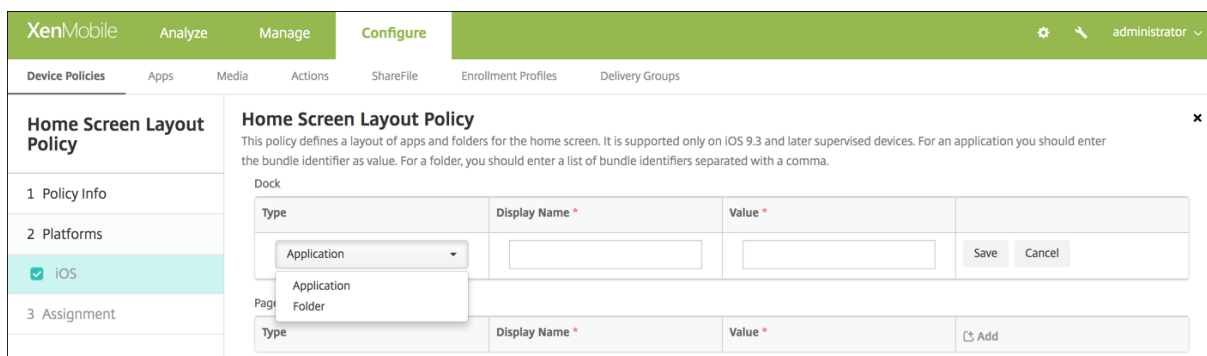 XenMobile Analyze Manage Configure administrator
Device Policies Apps Media Actions ShareFile Enrollment Profiles Delivery Groups
Home Screen Layout
Policy
1 Policy Info
2 Platforms
iOS
3 Assignment
Home Screen Layout Policy
This policy defines a layout of apps and folders for the home screen. It is supported only on iOS 9.3 and later supervised devices. For an application you should enter
the bundle identifier as value. For a folder, you should enter a list of bundle identifiers separated with a comma.
Dock
Type Display Name * Value *
Application Save Cancel
Application
Folder
Type Display Name * Value * Add